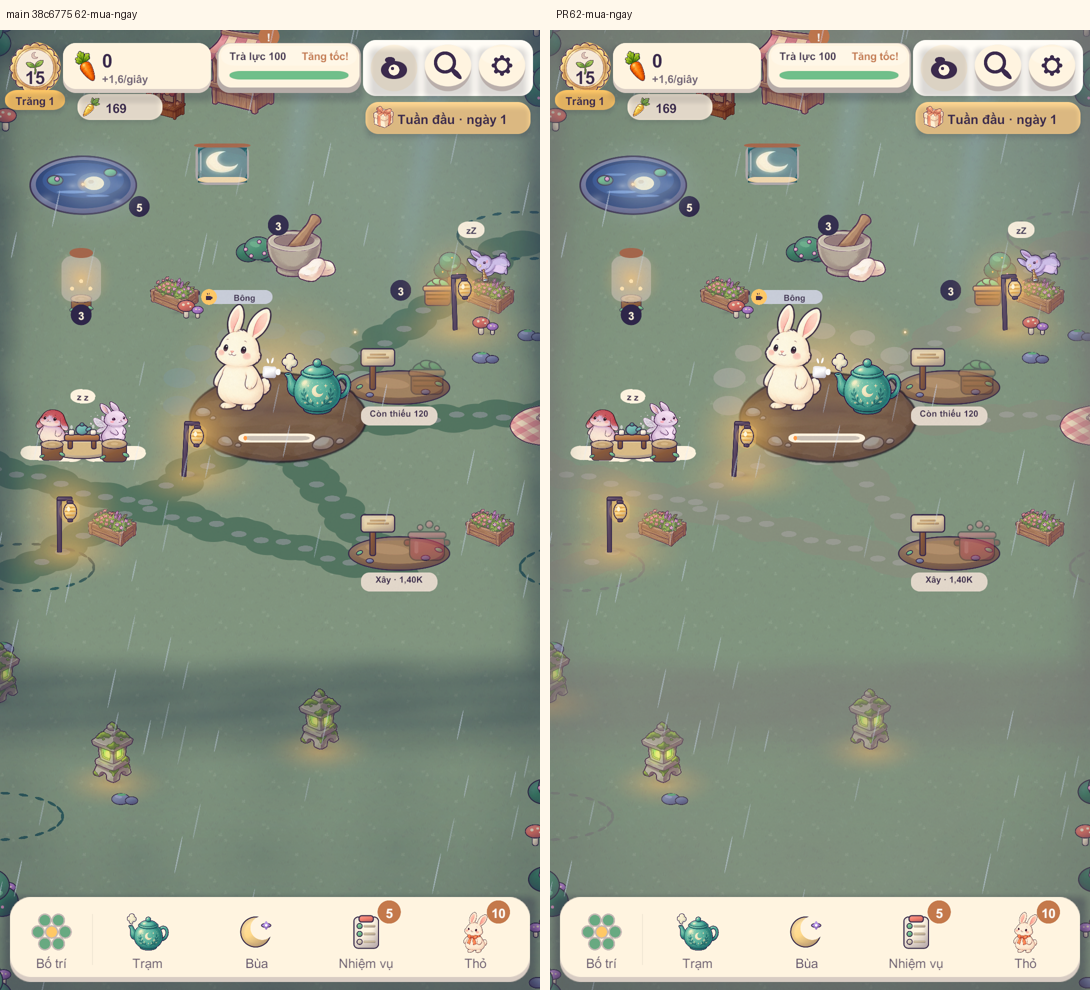 main 38c6775 62-mua-ngay
0
+1,6/giây
Trà lực 100
Tăng tốc!
!
15
Trăng 1
169
Tuần đầu · ngày 1
5
3
zZ
3
3
Bông
z z
Còn thiếu 120
Xây · 1,40K
5
10
Bố trí
Trạm
Bùa
Nhiệm vụ
Thỏ
PR62-mua-ngay
0
+1,6/giây
Trà lực 100
Tăng tốc!
!
15
Trăng 1
169
Tuần đầu · ngày 1
5
3
zZ
3
3
Bông
z z
Còn thiếu 120
Xây · 1,40K
5
10
Bố trí
Trạm
Bùa
Nhiệm vụ
Thỏ